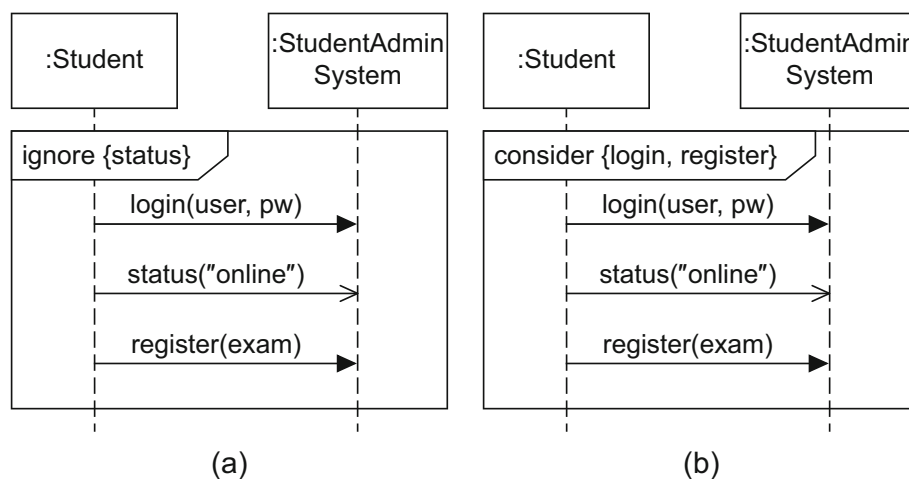 :Student
:StudentAdmin
System
ignore {status}
login(user, pw)
status("online")
register(exam)
(a)
:Student
:StudentAdmin
System
consider {login, register}
login(user, pw)
status("online")
register(exam)
(b)